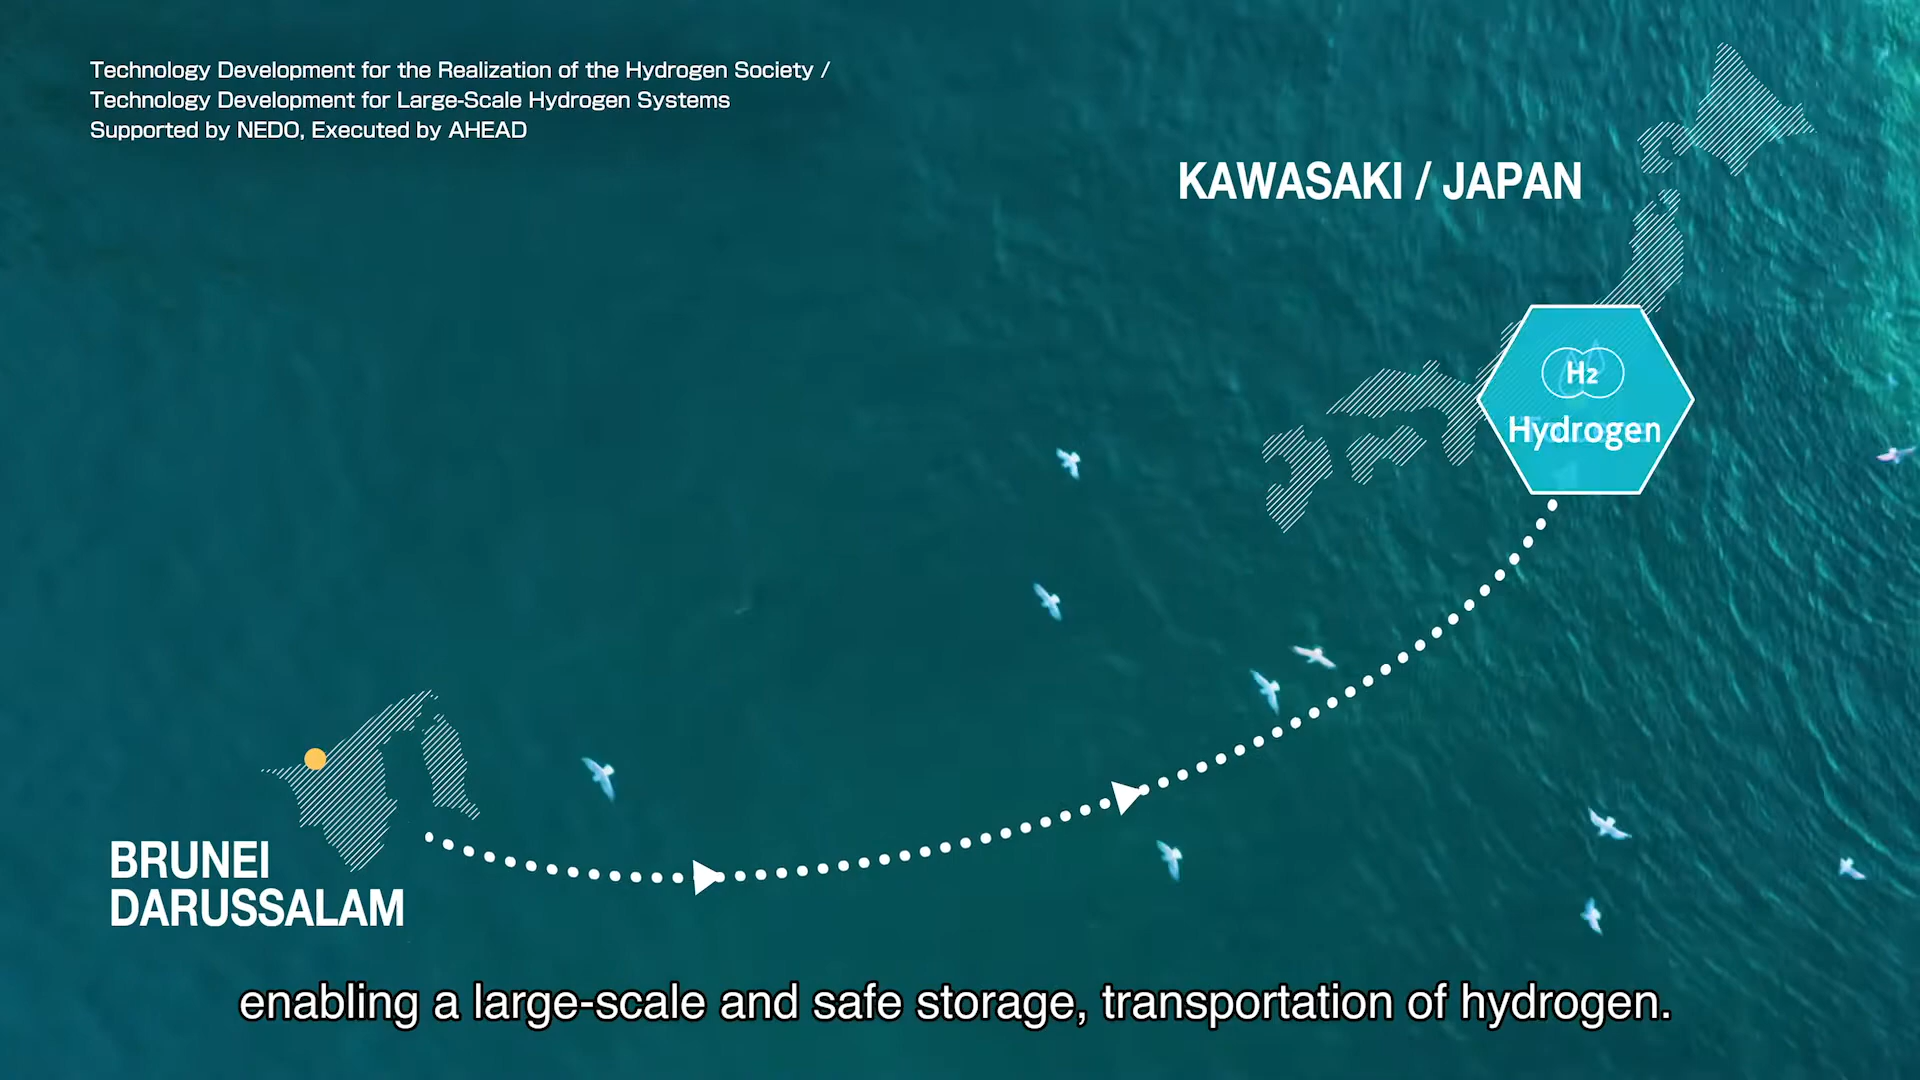 Technology Development for the Realization of the Hydrogen Society /
Technology Development for Large-Scale Hydrogen Systems
Supported by NEDO, Executed by AHEAD
KAWASAKI / JAPAN
H2
Hydrogen
BRUNEI
DARUSSALAM
enabling a large-scale and safe storage, transportation of hydrogen.